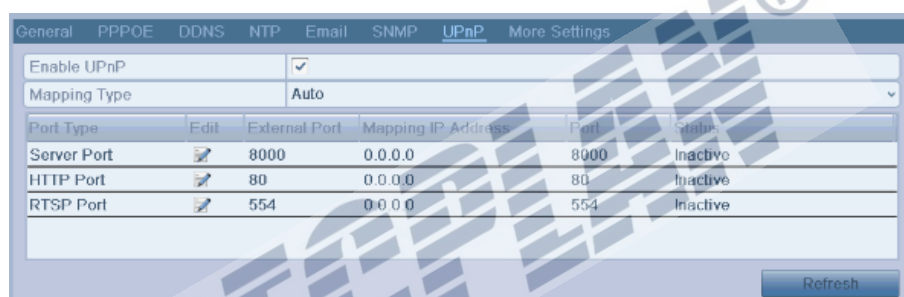 General PPPOE DDNS NTP Email SNMP UPnP More Settings
Enable UPnP
Mapping Type Auto
Port Type Edit External Port Mapping IP Address Port Status
Server Port 8000 0.0.0.0 8000 Inactive
HTTP Port 80 0.0.0.0 80 Inactive
RTSP Port 554 0.0.0.0 554 Inactive
TCPLAN
®
Refresh